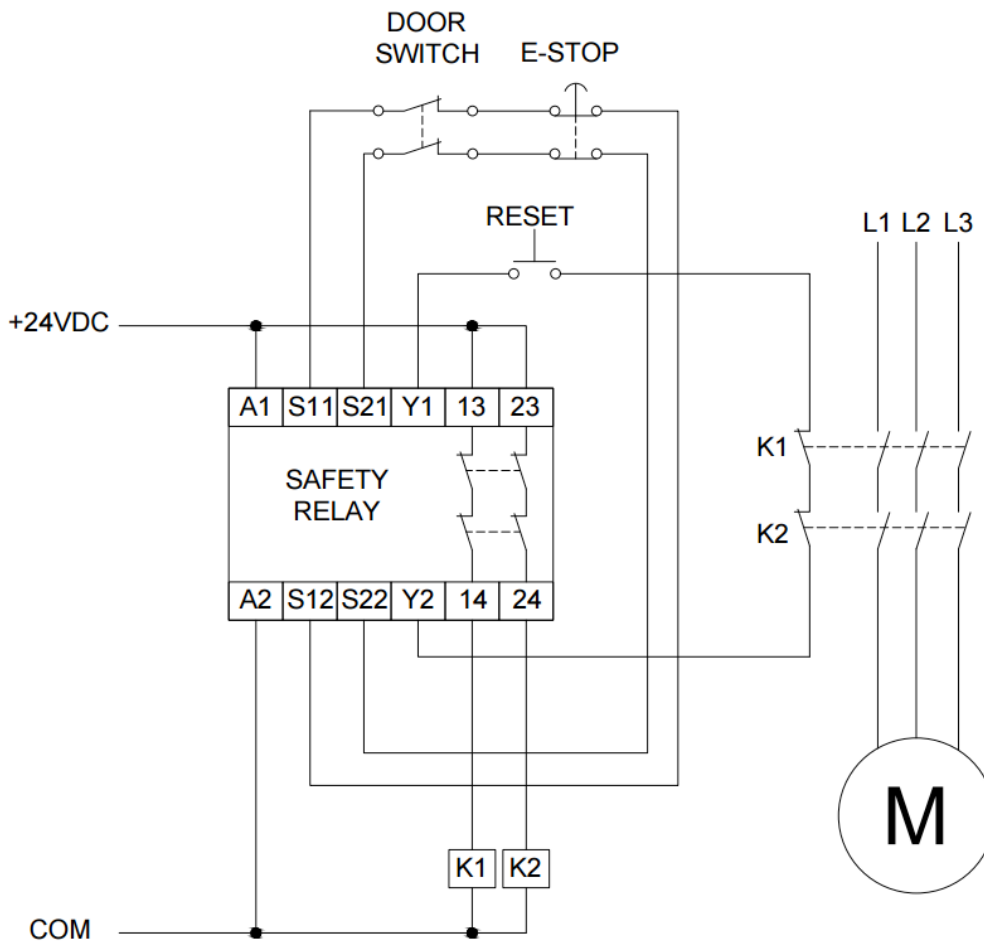 DOOR
SWITCH
E-STOP
RESET
L1 L2 L3
+24VDC
A1 S11 S21 Y1 13 23
K1
SAFETY
RELAY
K2
A2 S12 S22 Y2 14 24
M
K1 K2
COM